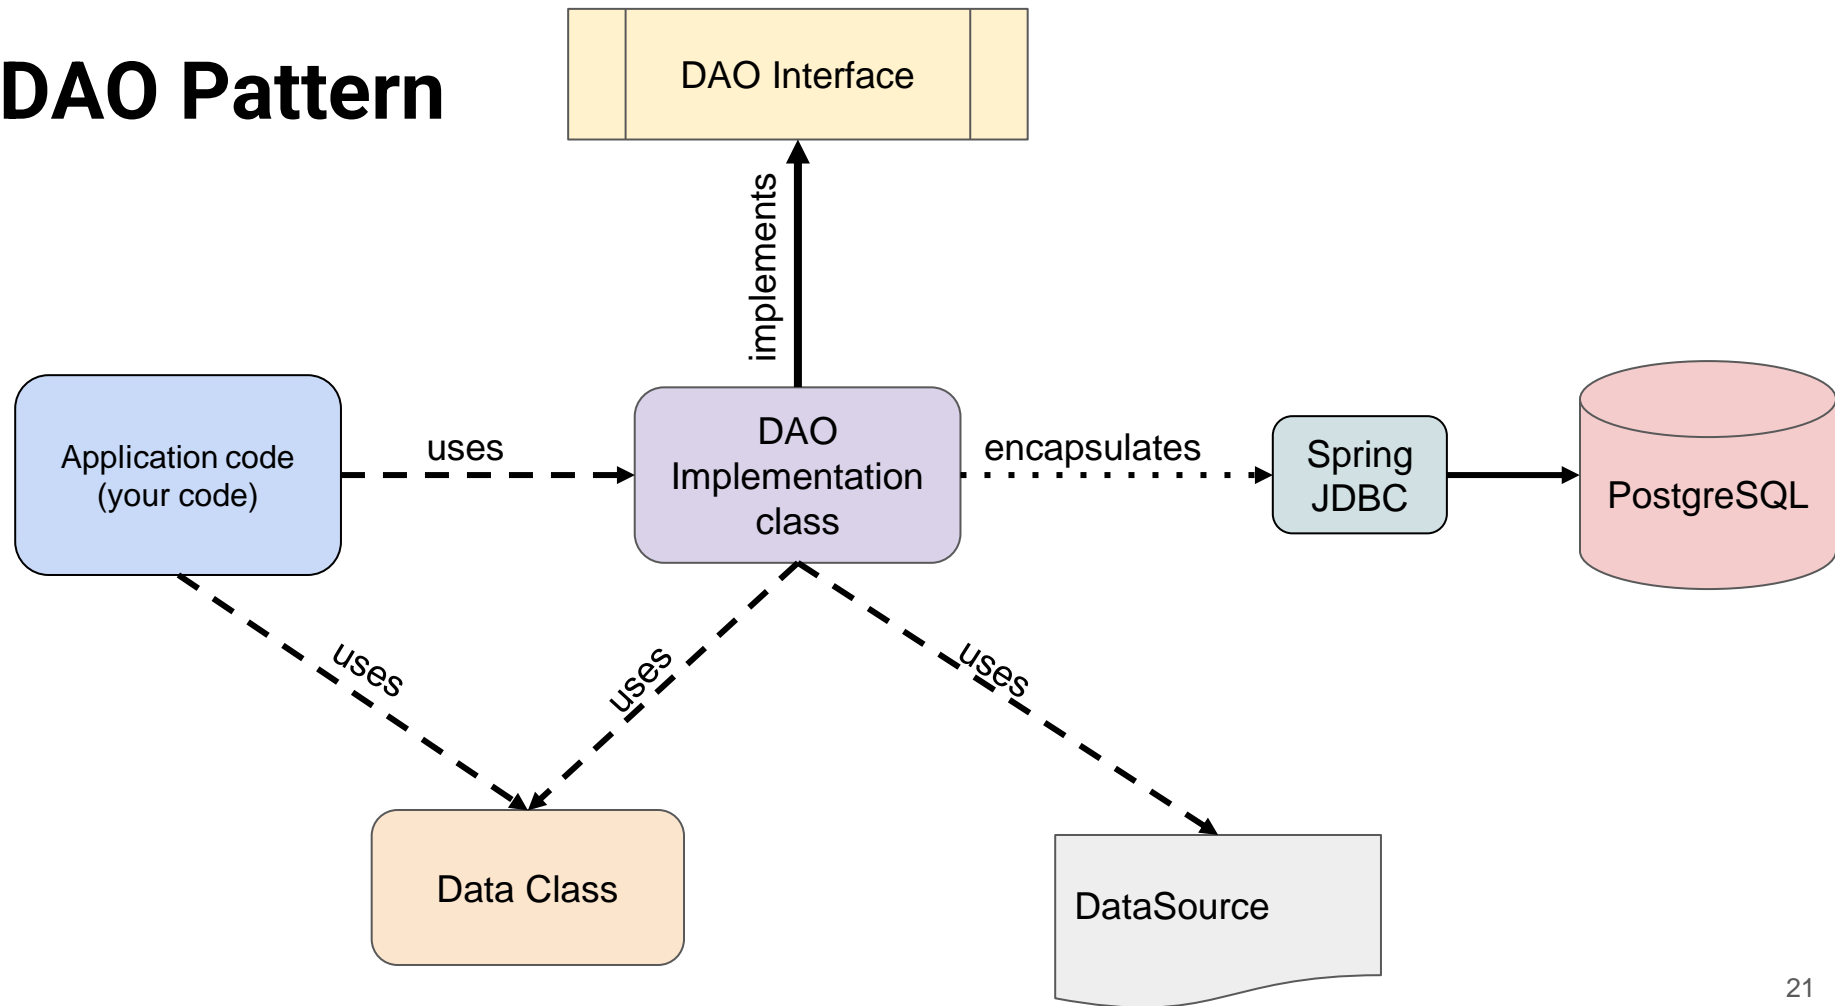 DAO Pattern
DAO Interface
implements
Application code
(your code)
uses
DAO
Implementation
class
encapsulates
Spring
JDBC
PostgreSQL
uses
uses
uses
Data Class
DataSource
21